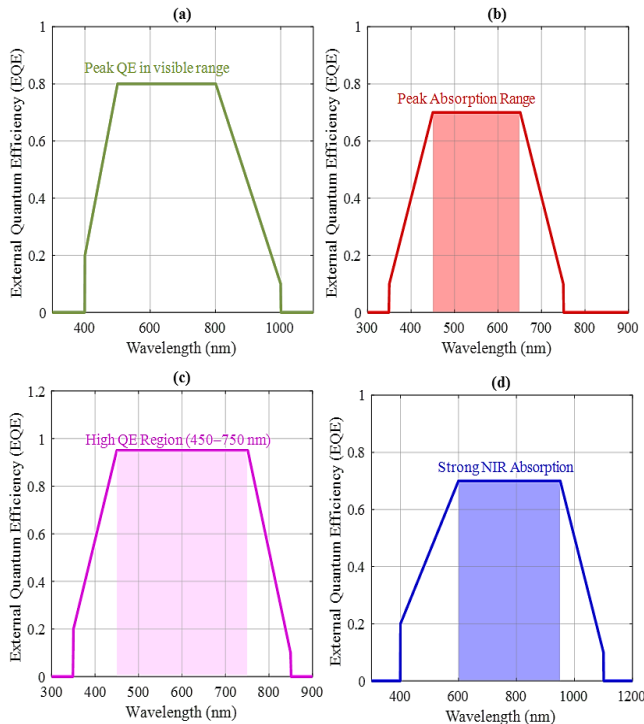 (a)
Peak QE in visible range
External Quantum Efficiency (EQE)
1
0.8
0.6
0.4
0.2
0
400 600 800 1000
Wavelength (nm)
(b)
Peak Absorption Range
External Quantum Efficiency (EQE)
1
0.8
0.6
0.4
0.2
0
300 400 500 600 700 800 900
Wavelength (nm)
(c)
High QE Region (450–750 nm)
External Quantum Efficiency (EQE)
1.2
1
0.8
0.6
0.4
0.2
0
300 400 500 600 700 800 900
Wavelength (nm)
(d)
Strong NIR Absorption
External Quantum Efficiency (EQE)
1
0.8
0.6
0.4
0.2
0
400 600 800 1000 1200
Wavelength (nm)